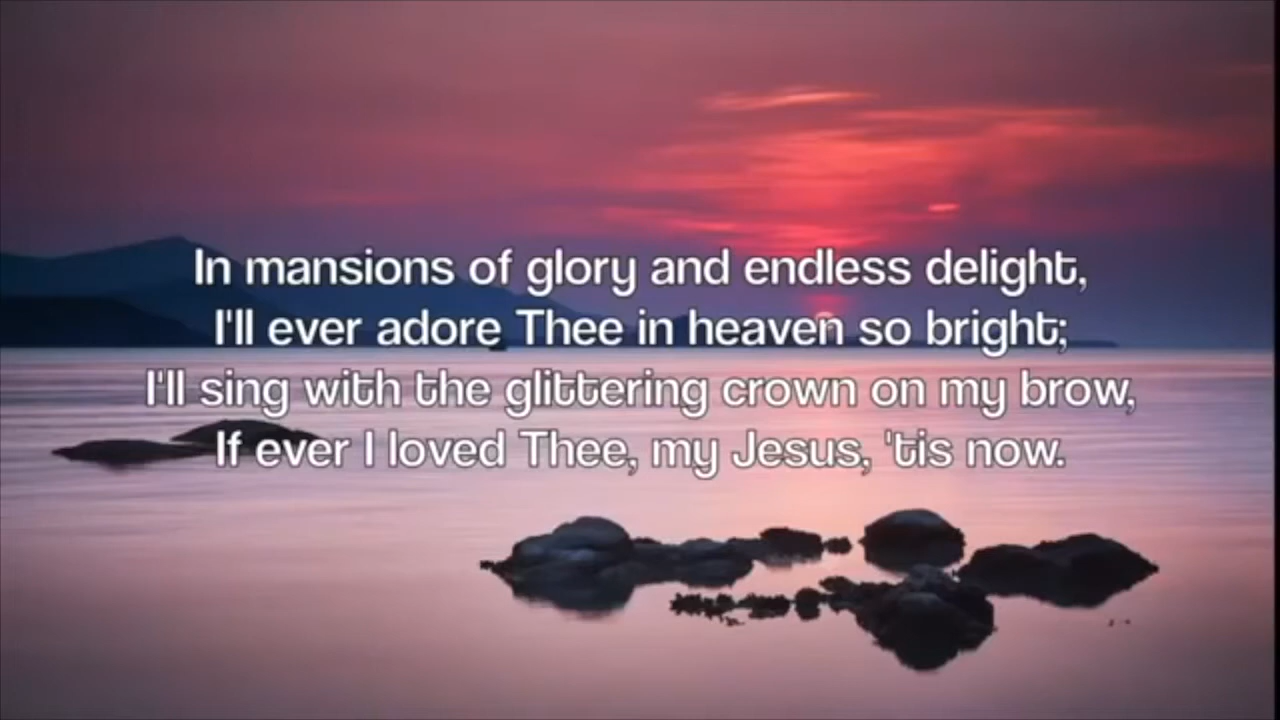 In mansions of glory and endless delight,
I'll ever adore Thee in heaven so bright;
I'll sing with the glittering crown on my brow,
If ever I loved Thee, my Jesus, 'tis now.